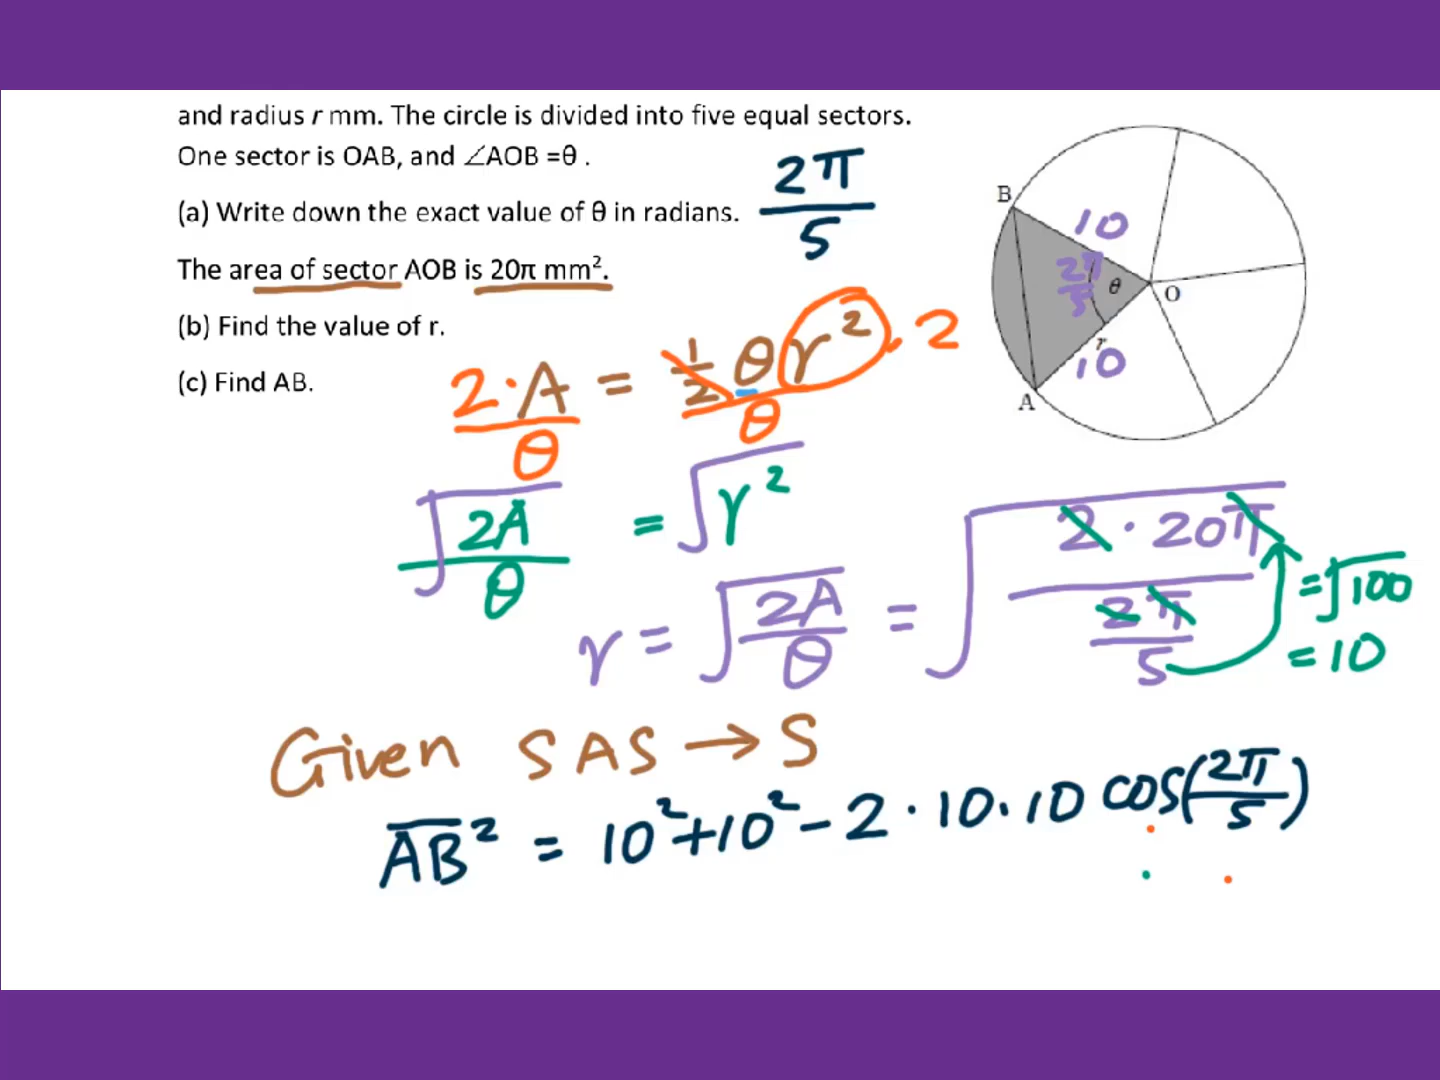 and radius r mm. The circle is divided into five equal sectors.
One sector is OAB, and ∠AOB =θ .
(a) Write down the exact value of θ in radians. 2π/5
The area of sector AOB is 20π mm².
(b) Find the value of r.
(c) Find AB.
B
10
2π/5
θ
O
r
10
A
2·A/θ = ½ θ r²/θ · 2
√(2A/θ) = √r²
r = √(2A/θ) = √(2·20π/(2π/5)) = √100
= 10
Given SAS → S
AB² = 10²+10²-2·10·10 cos(2π/5)